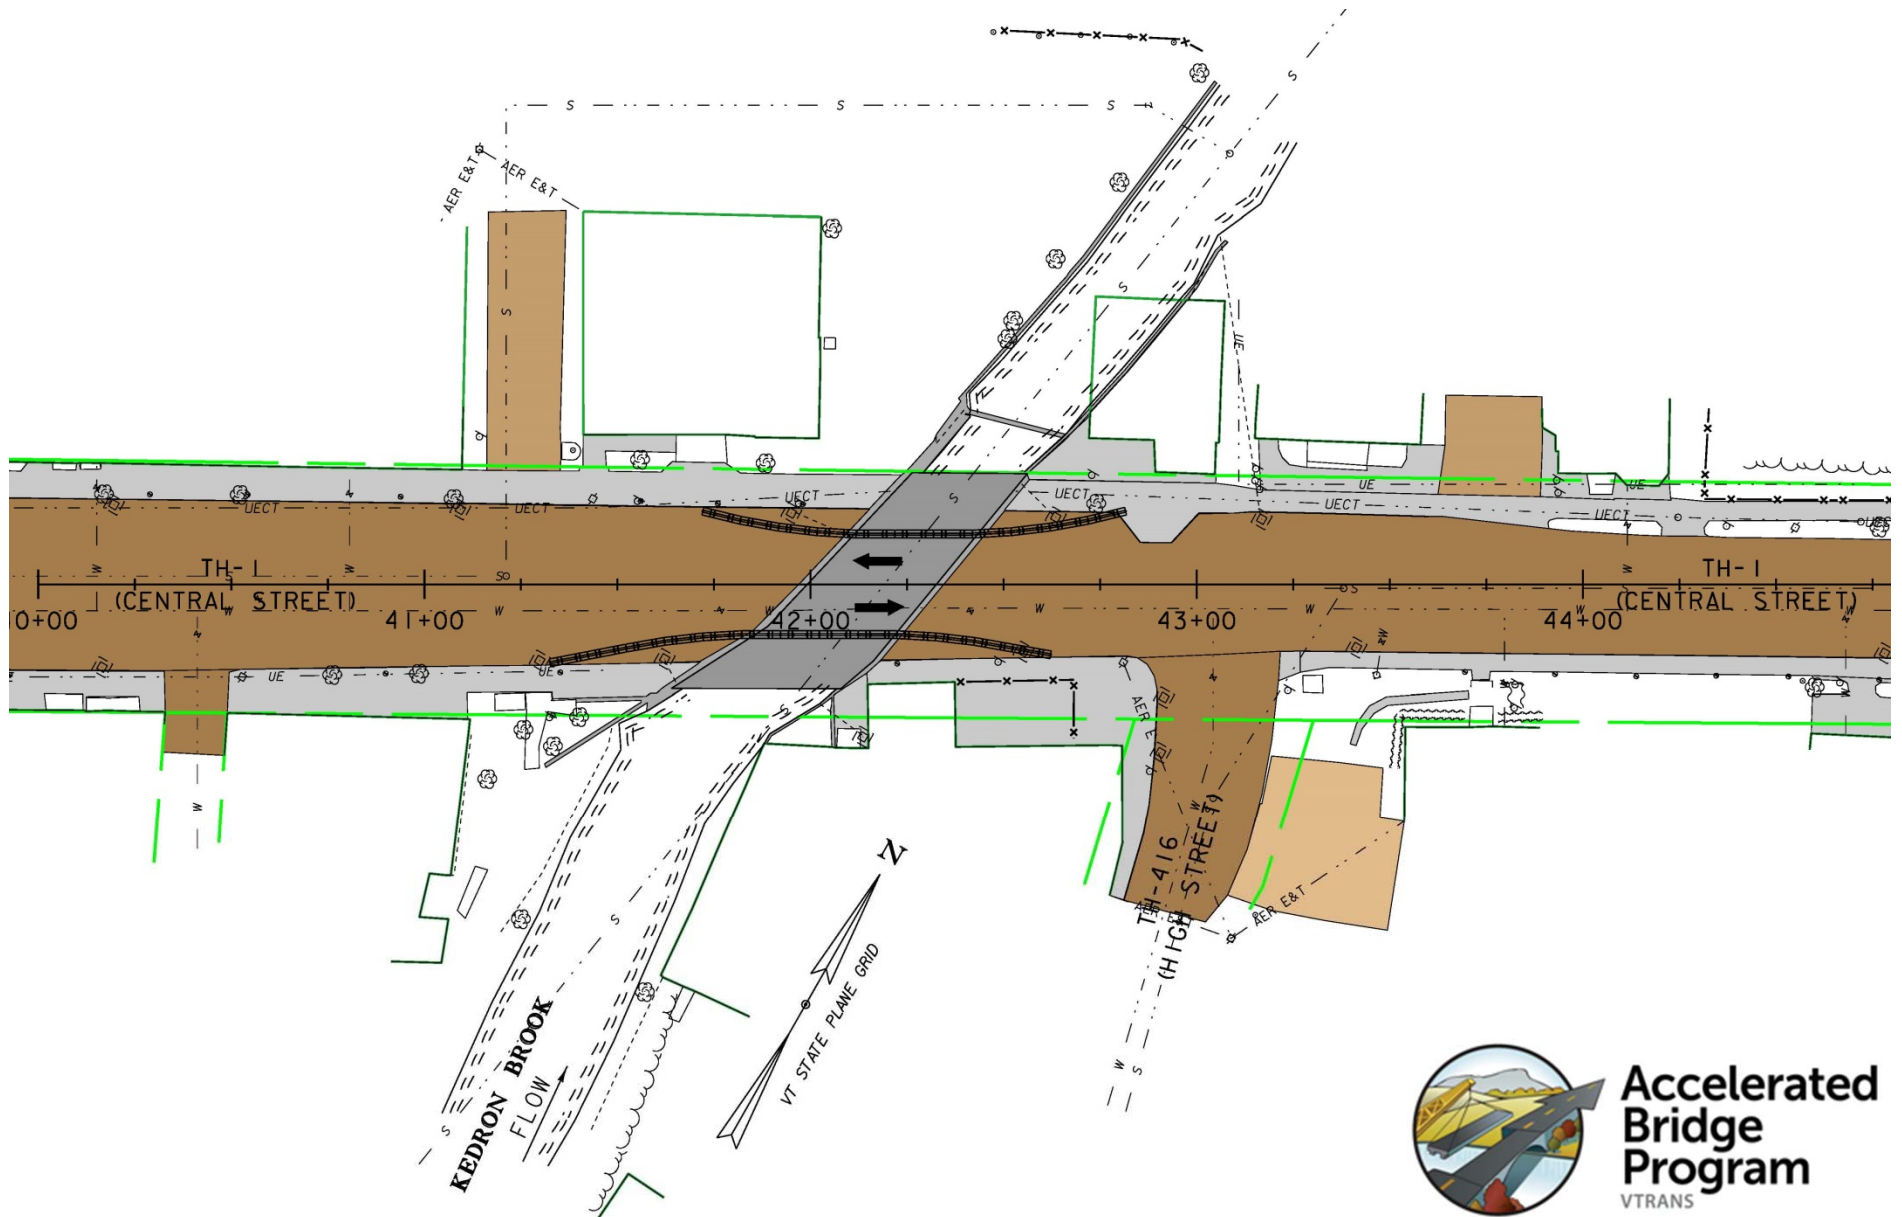 S
S
S
S
AER E&T
AER E&T
S
S
UE
UE
UE
UECT
UECT
UECT
UECT
UECT
UECT
S
TH-1
(CENTRAL STREET)
TH-1
(CENTRAL STREET)
W
W
W
S
S
S
W
W
W
W
W
W
W
0+00
41+00
42+00
43+00
44+00
UE
UE
S
AER E
W
W
W
TH-416
(HIGH STREET)
AER E&T
S
KEDRON BROOK
FLOW
S
N
VT STATE PLANE GRID
W
S
Accelerated
Bridge
Program
VTRANS